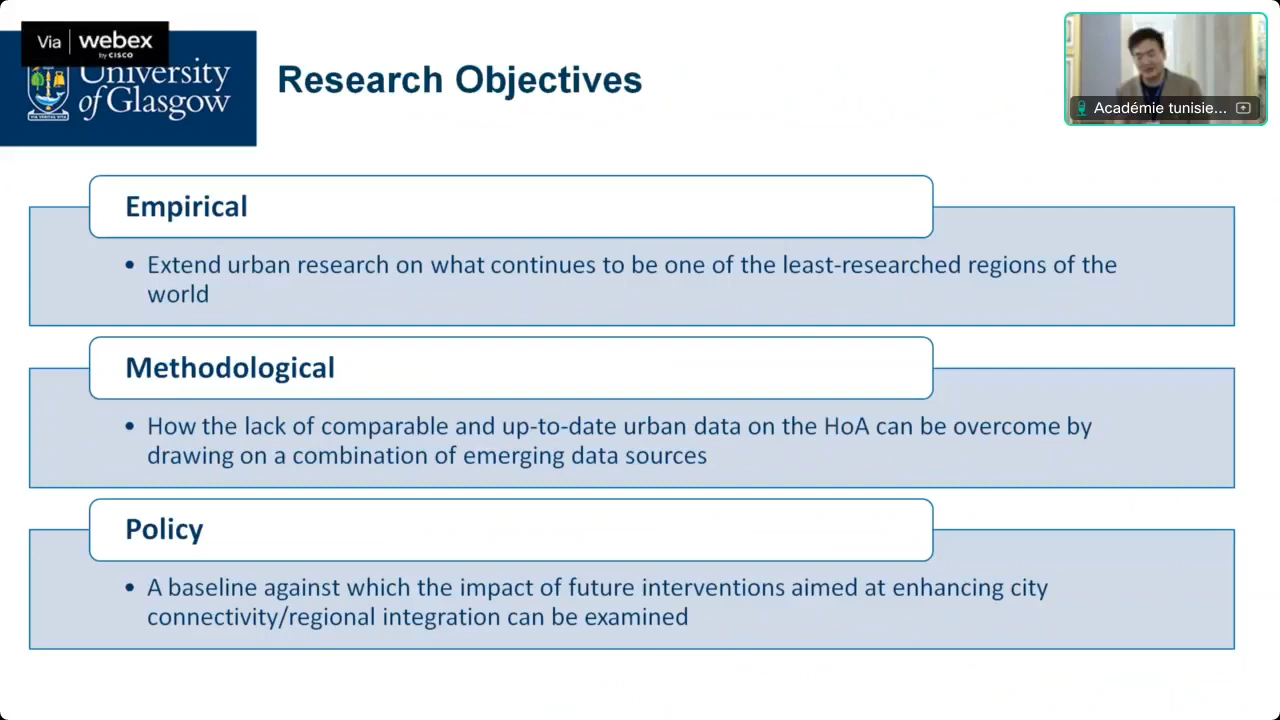 Via webex
by CISCO
University
of Glasgow
VIA VERITAS VITA
Research Objectives
Académie tunisie...
Empirical
• Extend urban research on what continues to be one of the least-researched regions of the
world
Methodological
• How the lack of comparable and up-to-date urban data on the HoA can be overcome by
drawing on a combination of emerging data sources
Policy
• A baseline against which the impact of future interventions aimed at enhancing city
connectivity/regional integration can be examined